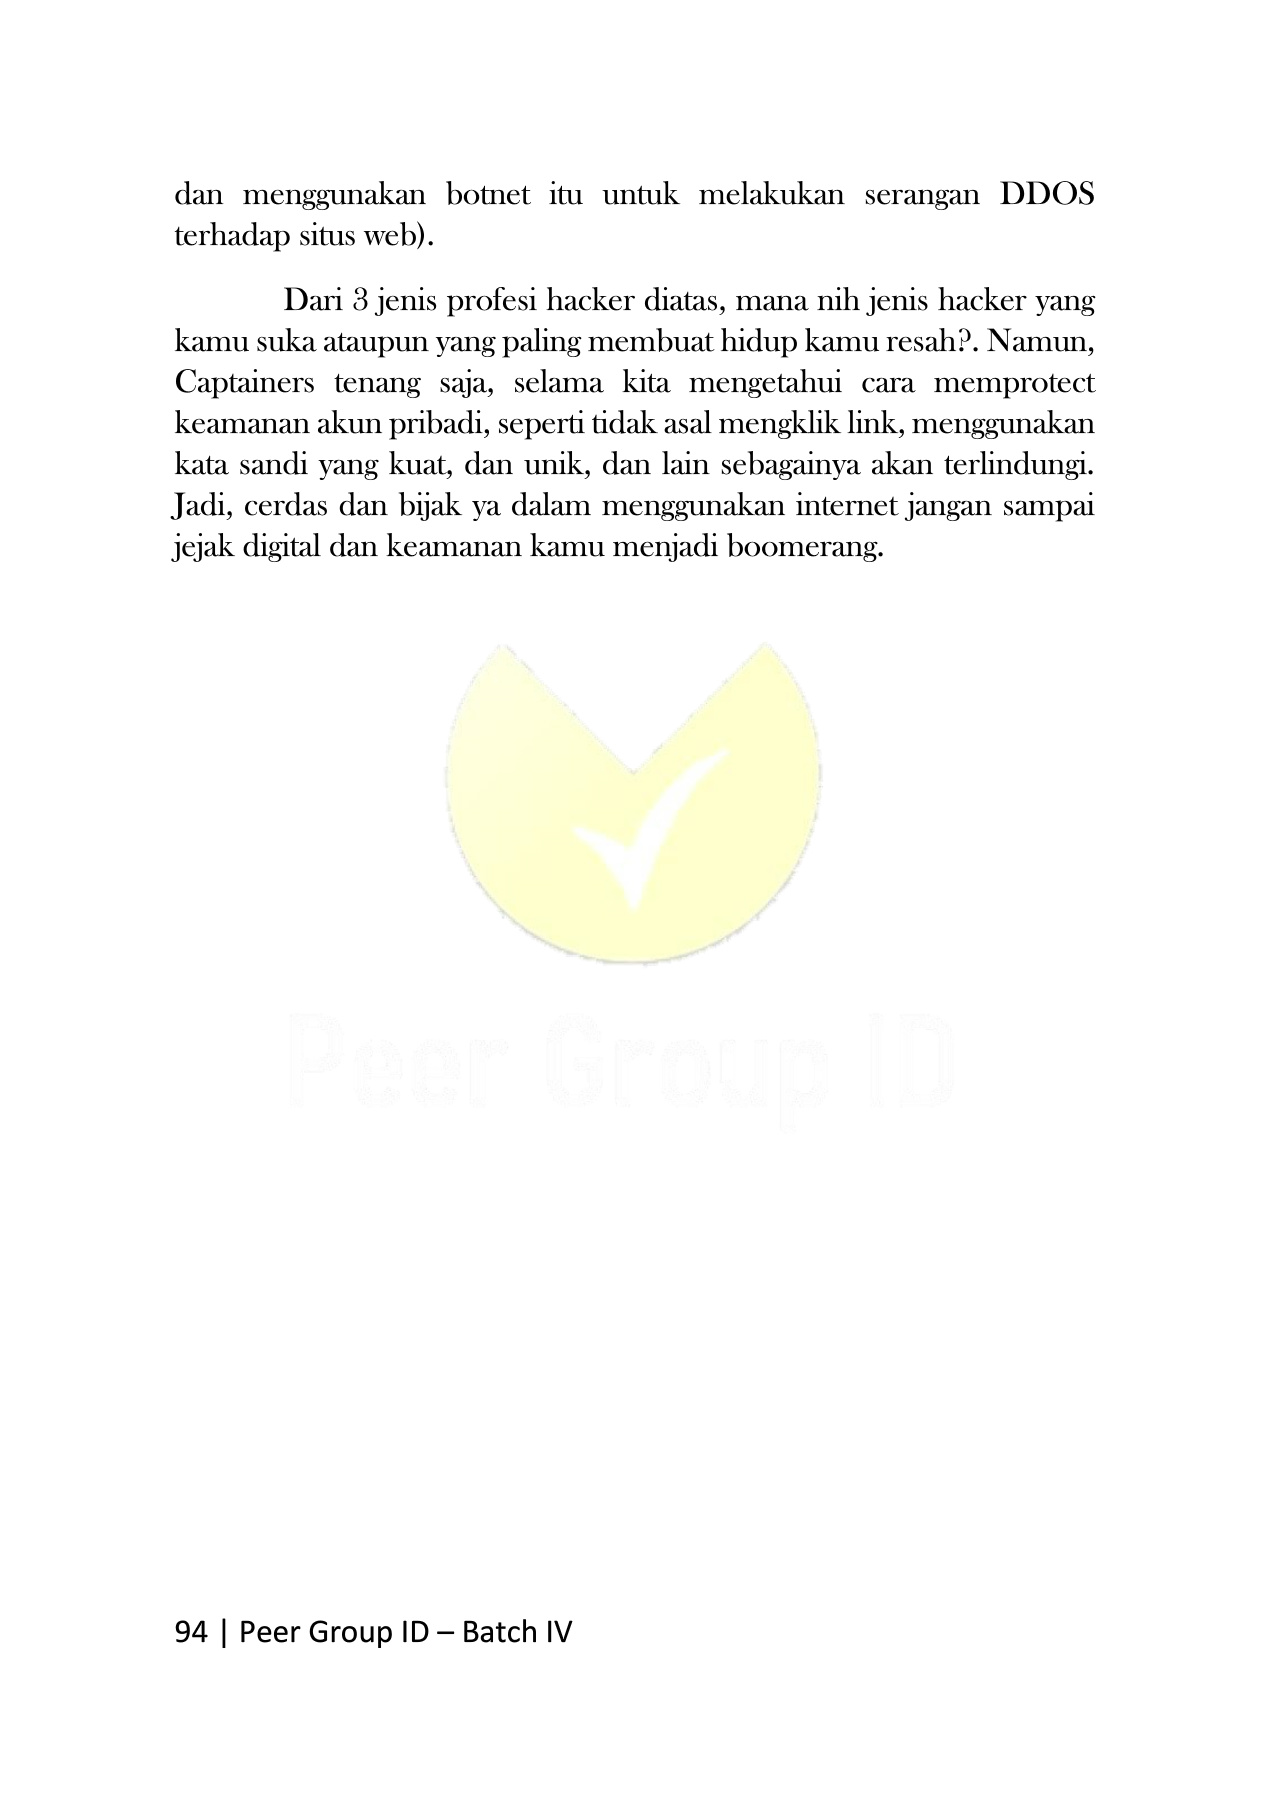 dan menggunakan botnet itu untuk melakukan serangan DDOS
terhadap situs web).
Dari 3 jenis profesi hacker diatas, mana nih jenis hacker yang
kamu suka ataupun yang paling membuat hidup kamu resah?. Namun,
Captainers tenang saja, selama kita mengetahui cara memprotect
keamanan akun pribadi, seperti tidak asal mengklik link, menggunakan
kata sandi yang kuat, dan unik, dan lain sebagainya akan terlindungi.
Jadi, cerdas dan bijak ya dalam menggunakan internet jangan sampai
jejak digital dan keamanan kamu menjadi boomerang.
Peer Group ID
94 | Peer Group ID – Batch IV